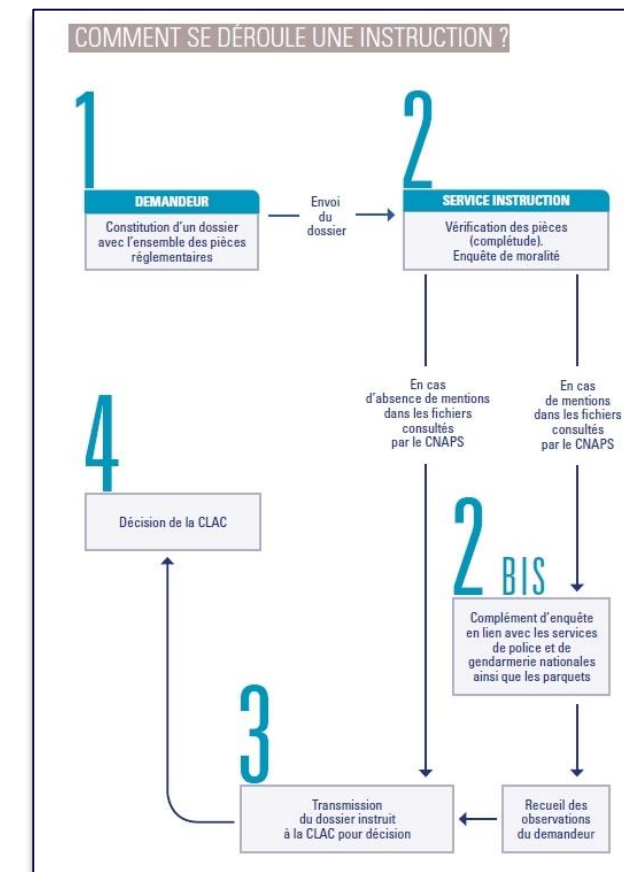 COMMENT SE DÉROULE UNE INSTRUCTION ?
1
DEMANDEUR
Constitution d'un dossier
avec l'ensemble des pièces
réglementaires
Envoi
du
dossier
2
SERVICE INSTRUCTION
Vérification des pièces
(complétude).
Enquête de moralité
En cas
d'absence de mentions
dans les fichiers
consultés
par le CNAPS
En cas
de mentions
dans les fichiers
consultés
par le CNAPS
2 BIS
Complément d'enquête
en lien avec les services
de police et de
gendarmerie nationales
ainsi que les parquets
Recueil des
observations
du demandeur
3
Transmission
du dossier instruit
à la CLAC pour décision
4
Décision de la CLAC